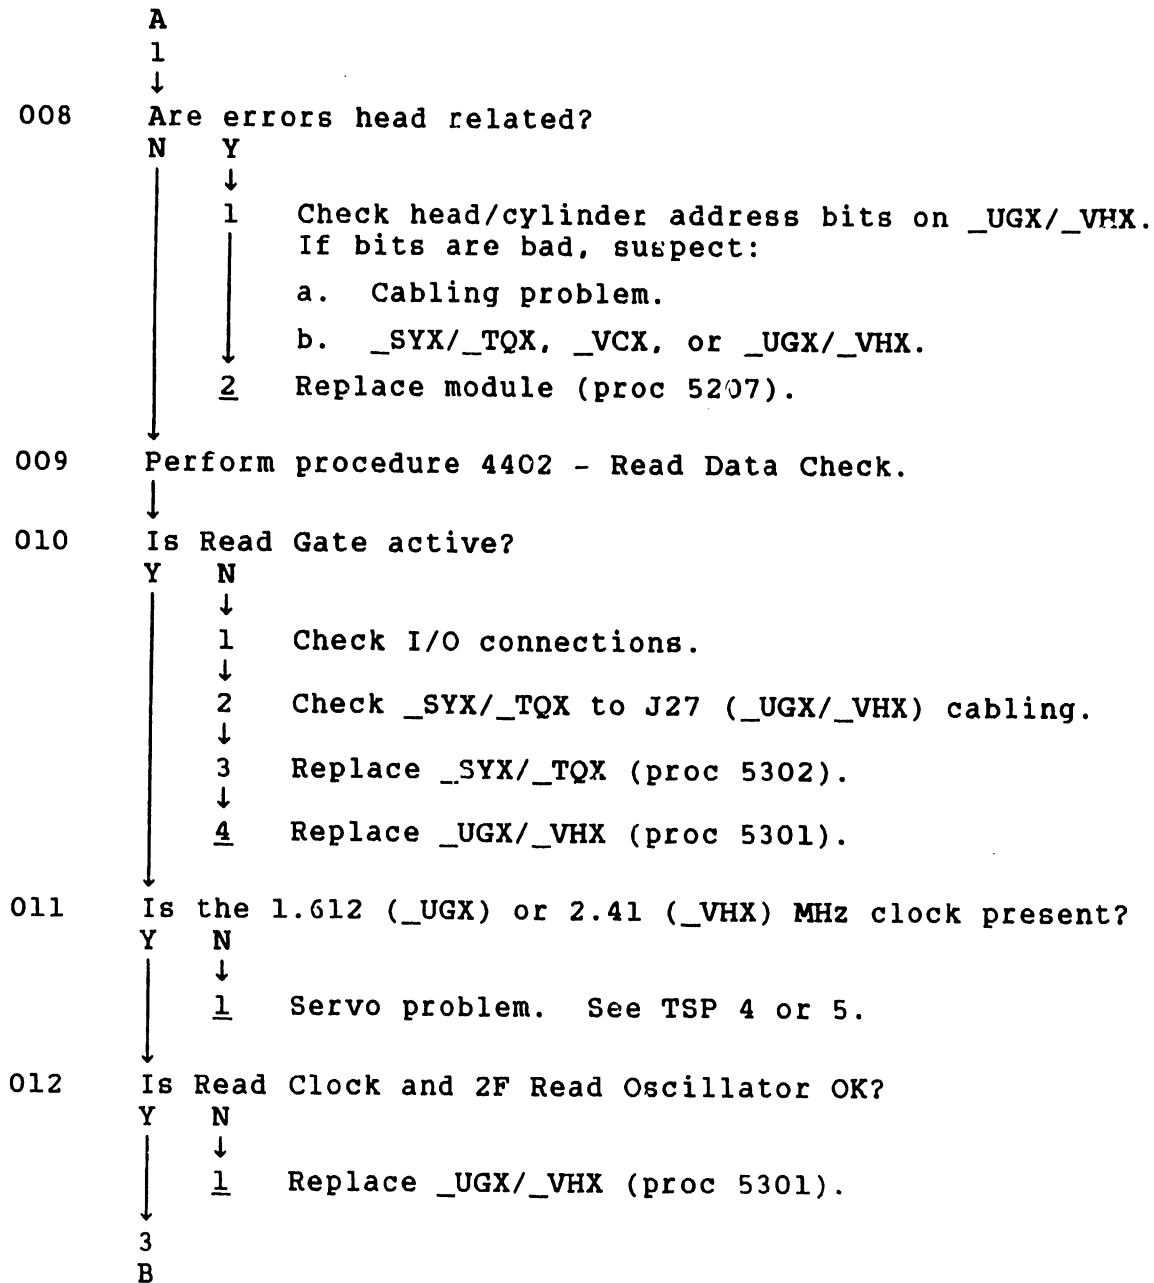 A
1
↓
008 Are errors head related?
N Y
↓
1 Check head/cylinder address bits on _UGX/_VHX.
If bits are bad, suspect:
a. Cabling problem.
b. _SYX/_TQX, _VCX, or _UGX/_VHX.
2 Replace module (proc 5207).
009 Perform procedure 4402 - Read Data Check.
↓
010 Is Read Gate active?
Y N
↓
1 Check I/O connections.
↓
2 Check _SYX/_TQX to J27 (_UGX/_VHX) cabling.
↓
3 Replace _SYX/_TQX (proc 5302).
↓
4 Replace _UGX/_VHX (proc 5301).
011 Is the 1.612 (_UGX) or 2.41 (_VHX) MHz clock present?
Y N
↓
1 Servo problem. See TSP 4 or 5.
012 Is Read Clock and 2F Read Oscillator OK?
Y N
↓
1 Replace _UGX/_VHX (proc 5301).
3
B